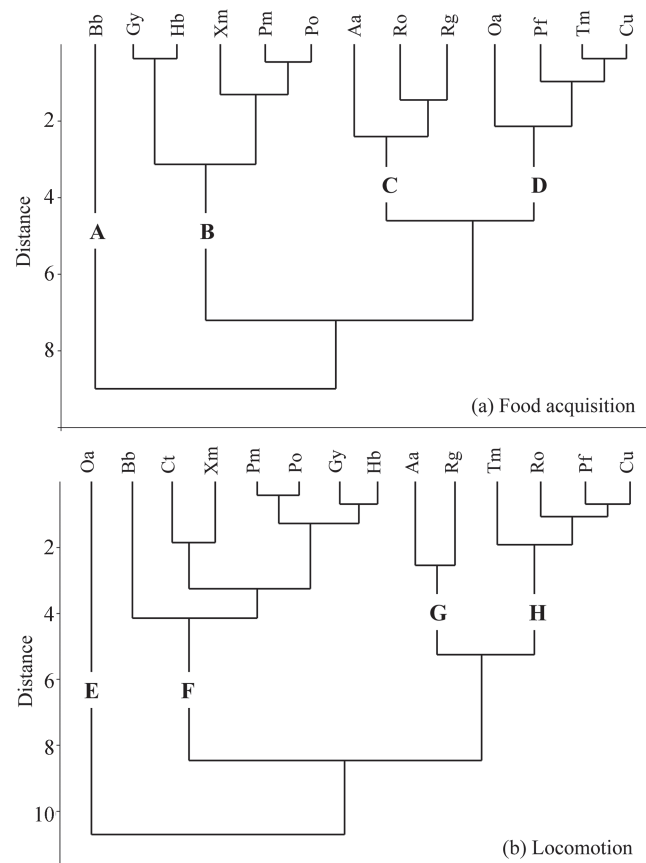 Bb Gy Hb Xm Pm Po Aa Ro Rg Oa Pf Tm Cu
2
4
6
8
Distance
A B C D
(a) Food acquisition
Oa Bb Ct Xm Pm Po Gy Hb Aa Rg Tm Ro Pf Cu
2
4
6
8
10
Distance
E F G H
(b) Locomotion